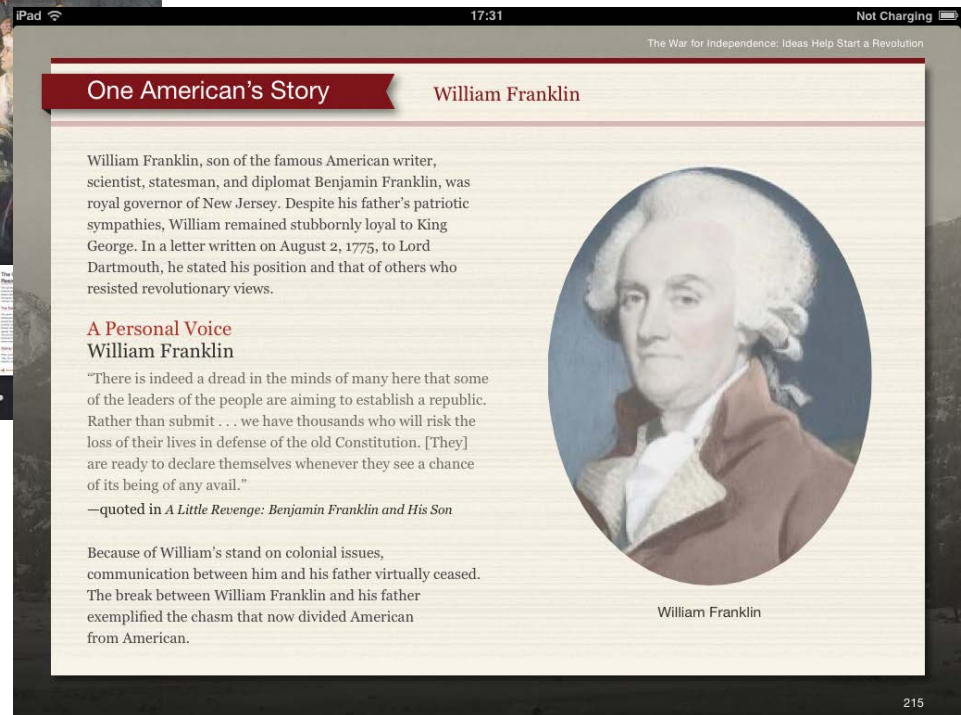 iPad
17:31
Not Charging
The War for Independence: Ideas Help Start a Revolution
One American's Story
William Franklin
William Franklin, son of the famous American writer,
scientist, statesman, and diplomat Benjamin Franklin, was
royal governor of New Jersey. Despite his father's patriotic
sympathies, William remained stubbornly loyal to King
George. In a letter written on August 2, 1775, to Lord
Dartmouth, he stated his position and that of others who
resisted revolutionary views.
A Personal Voice
William Franklin
“There is indeed a dread in the minds of many here that some
of the leaders of the people are aiming to establish a republic.
Rather than submit . . . we have thousands who will risk the
loss of their lives in defense of the old Constitution. [They]
are ready to declare themselves whenever they see a chance
of its being of any avail.”
—quoted in A Little Revenge: Benjamin Franklin and His Son
Because of William's stand on colonial issues,
communication between him and his father virtually ceased.
The break between William Franklin and his father
exemplified the chasm that now divided American
from American.
William Franklin
215